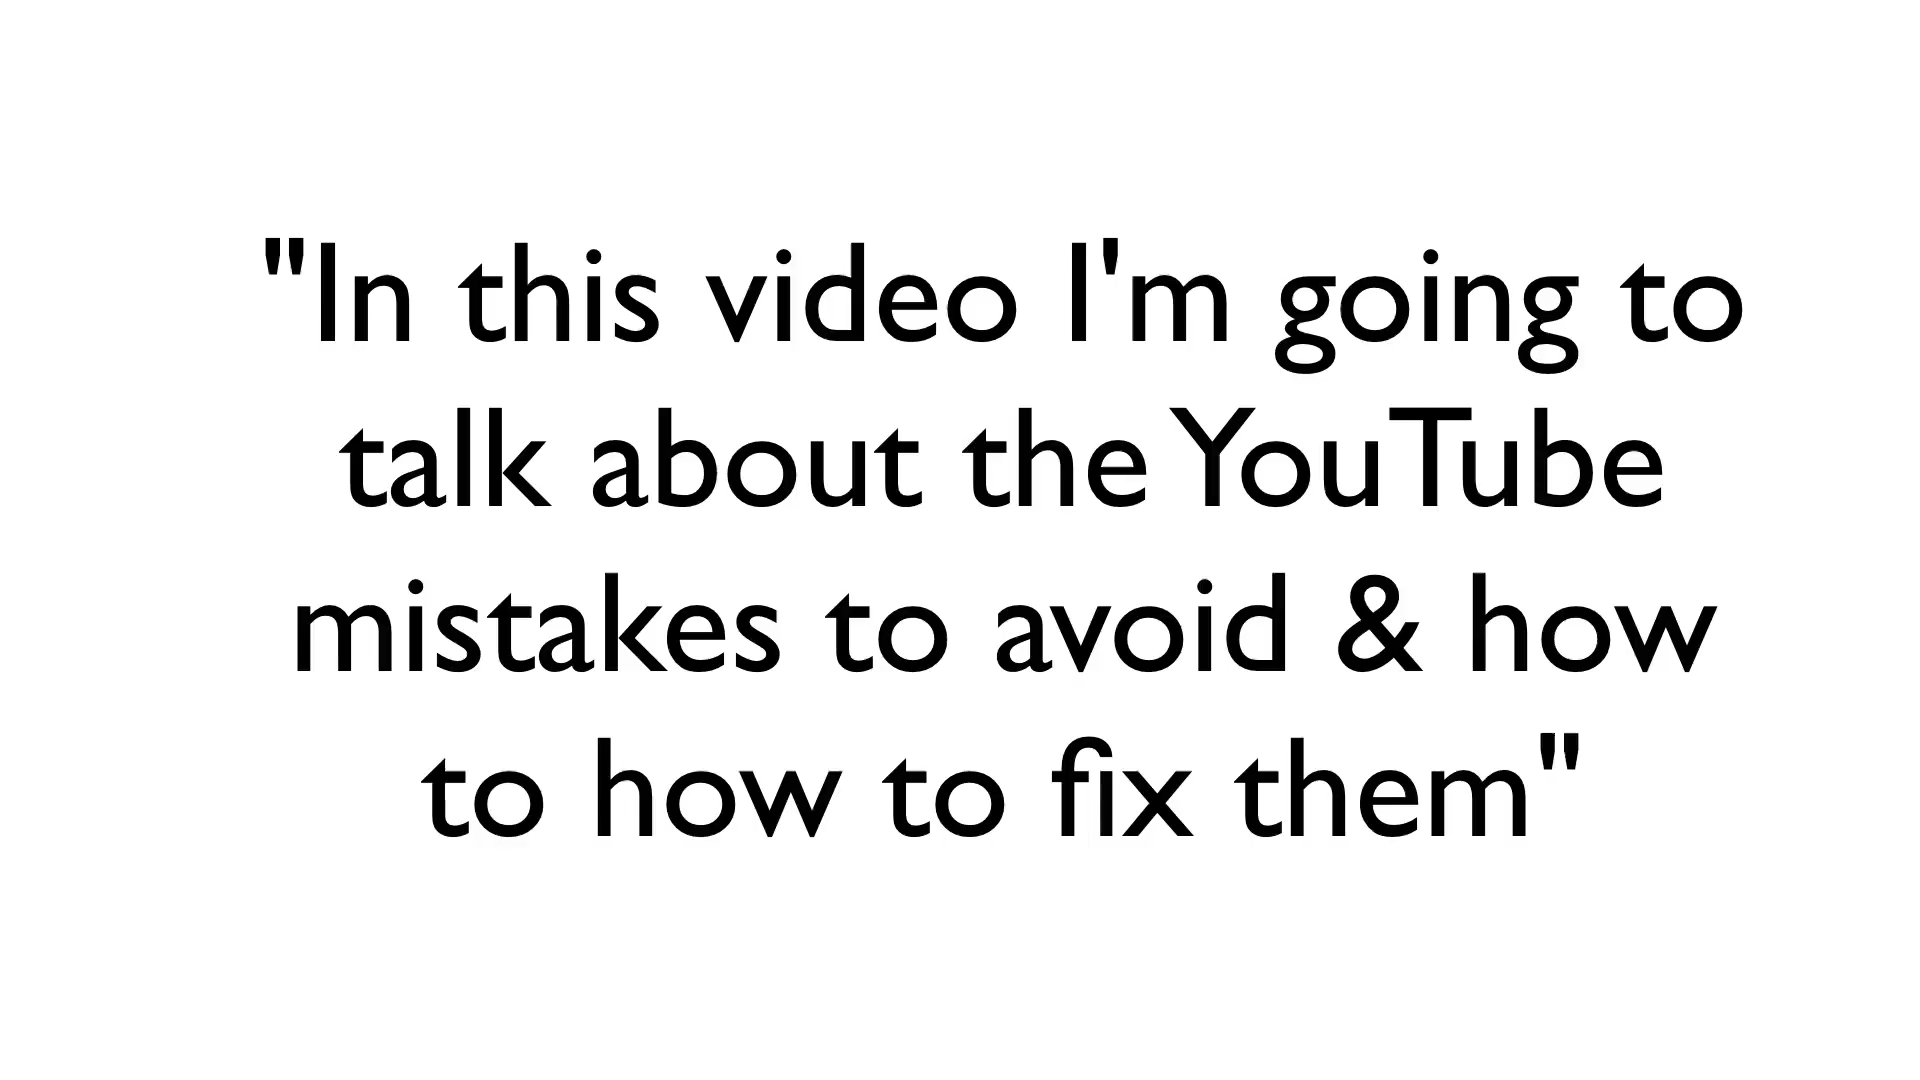 "In this video I'm going to
talk about the YouTube
mistakes to avoid & how
to how to fix them"